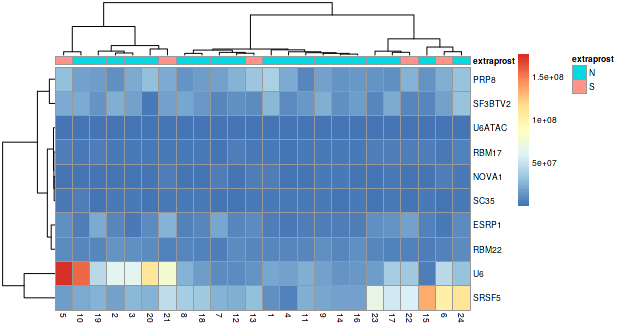 extraprost
PRP8
SF3BTV2
U6ATAC
RBM17
NOVA1
SC35
ESRP1
RBM22
U6
SRSF5
5 10 19 2 3 20 21 8 18 7 12 13 1 4 11 9 14 16 23 17 22 15 6 24
1.5e+08
1e+08
5e+07
extraprost
N
S